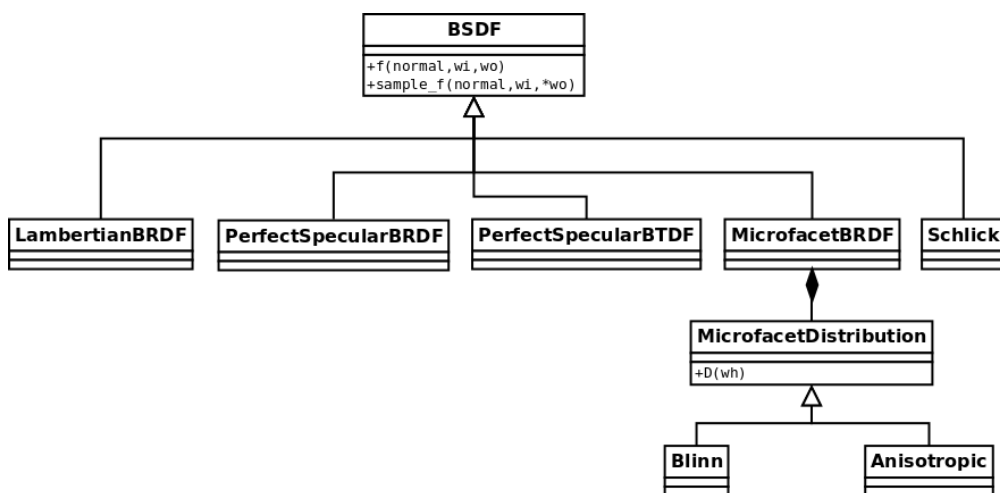 BSDF
+f(normal,wi,wo)
+sample_f(normal,wi,*wo)
LambertianBRDF PerfectSpecularBRDF PerfectSpecularBTDF MicrofacetBRDF Schlick
MicrofacetDistribution
+D(wh)
Blinn Anisotropic